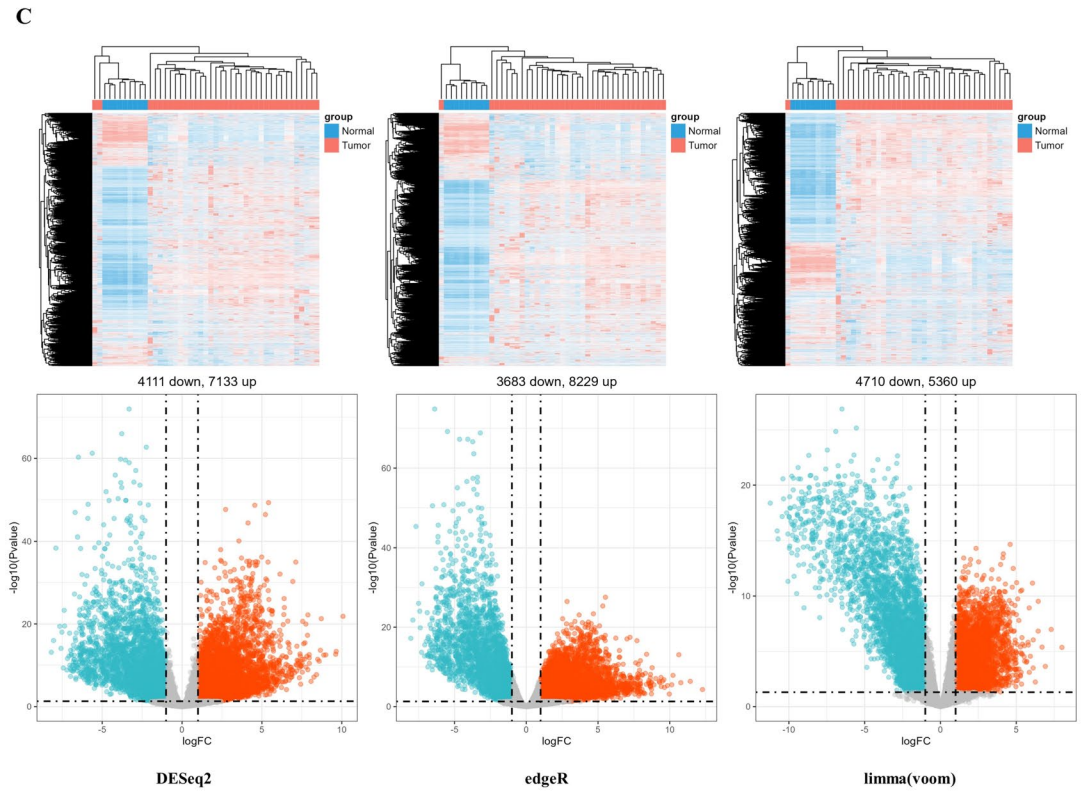 C
group
Normal
Tumor
group
Normal
Tumor
group
Normal
Tumor
4111 down, 7133 up
3683 down, 8229 up
4710 down, 5360 up
-log10(Pvalue)
60
40
20
0
-5
0
5
10
logFC
-log10(Pvalue)
60
40
20
0
-5
0
5
10
logFC
-log10(Pvalue)
20
10
0
-10
-5
0
5
logFC
DESeq2
edgeR
limma(voom)